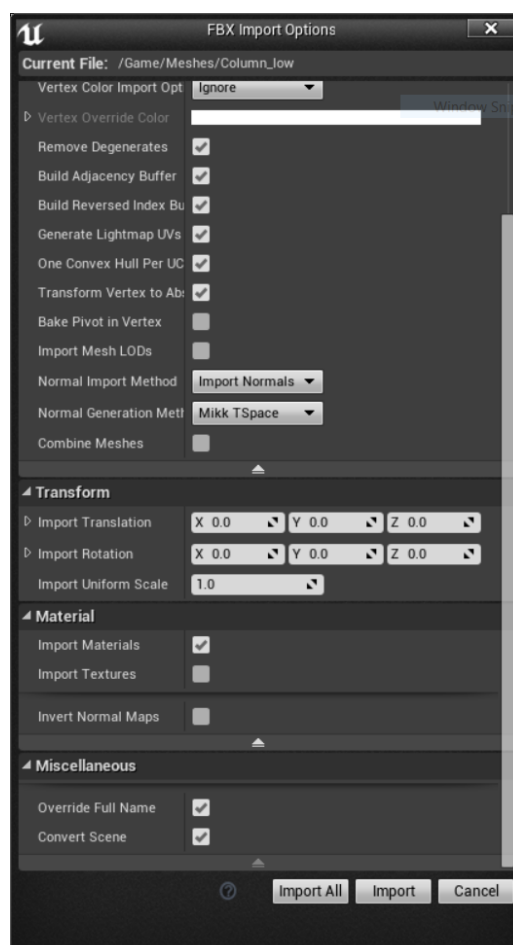 FBX Import Options
Current File: /Game/Meshes/Column_low
Vertex Color Import Opt Ignore
Window Sni
Vertex Override Color
Remove Degenerates
Build Adjacency Buffer
Build Reversed Index Bu
Generate Lightmap UVs
One Convex Hull Per UC
Transform Vertex to Abs
Bake Pivot in Vertex
Import Mesh LODs
Normal Import Method Import Normals
Normal Generation Meth Mikk TSpace
Combine Meshes
Transform
Import Translation X 0.0 Y 0.0 Z 0.0
Import Rotation X 0.0 Y 0.0 Z 0.0
Import Uniform Scale 1.0
Material
Import Materials
Import Textures
Invert Normal Maps
Miscellaneous
Override Full Name
Convert Scene
? Import All Import Cancel